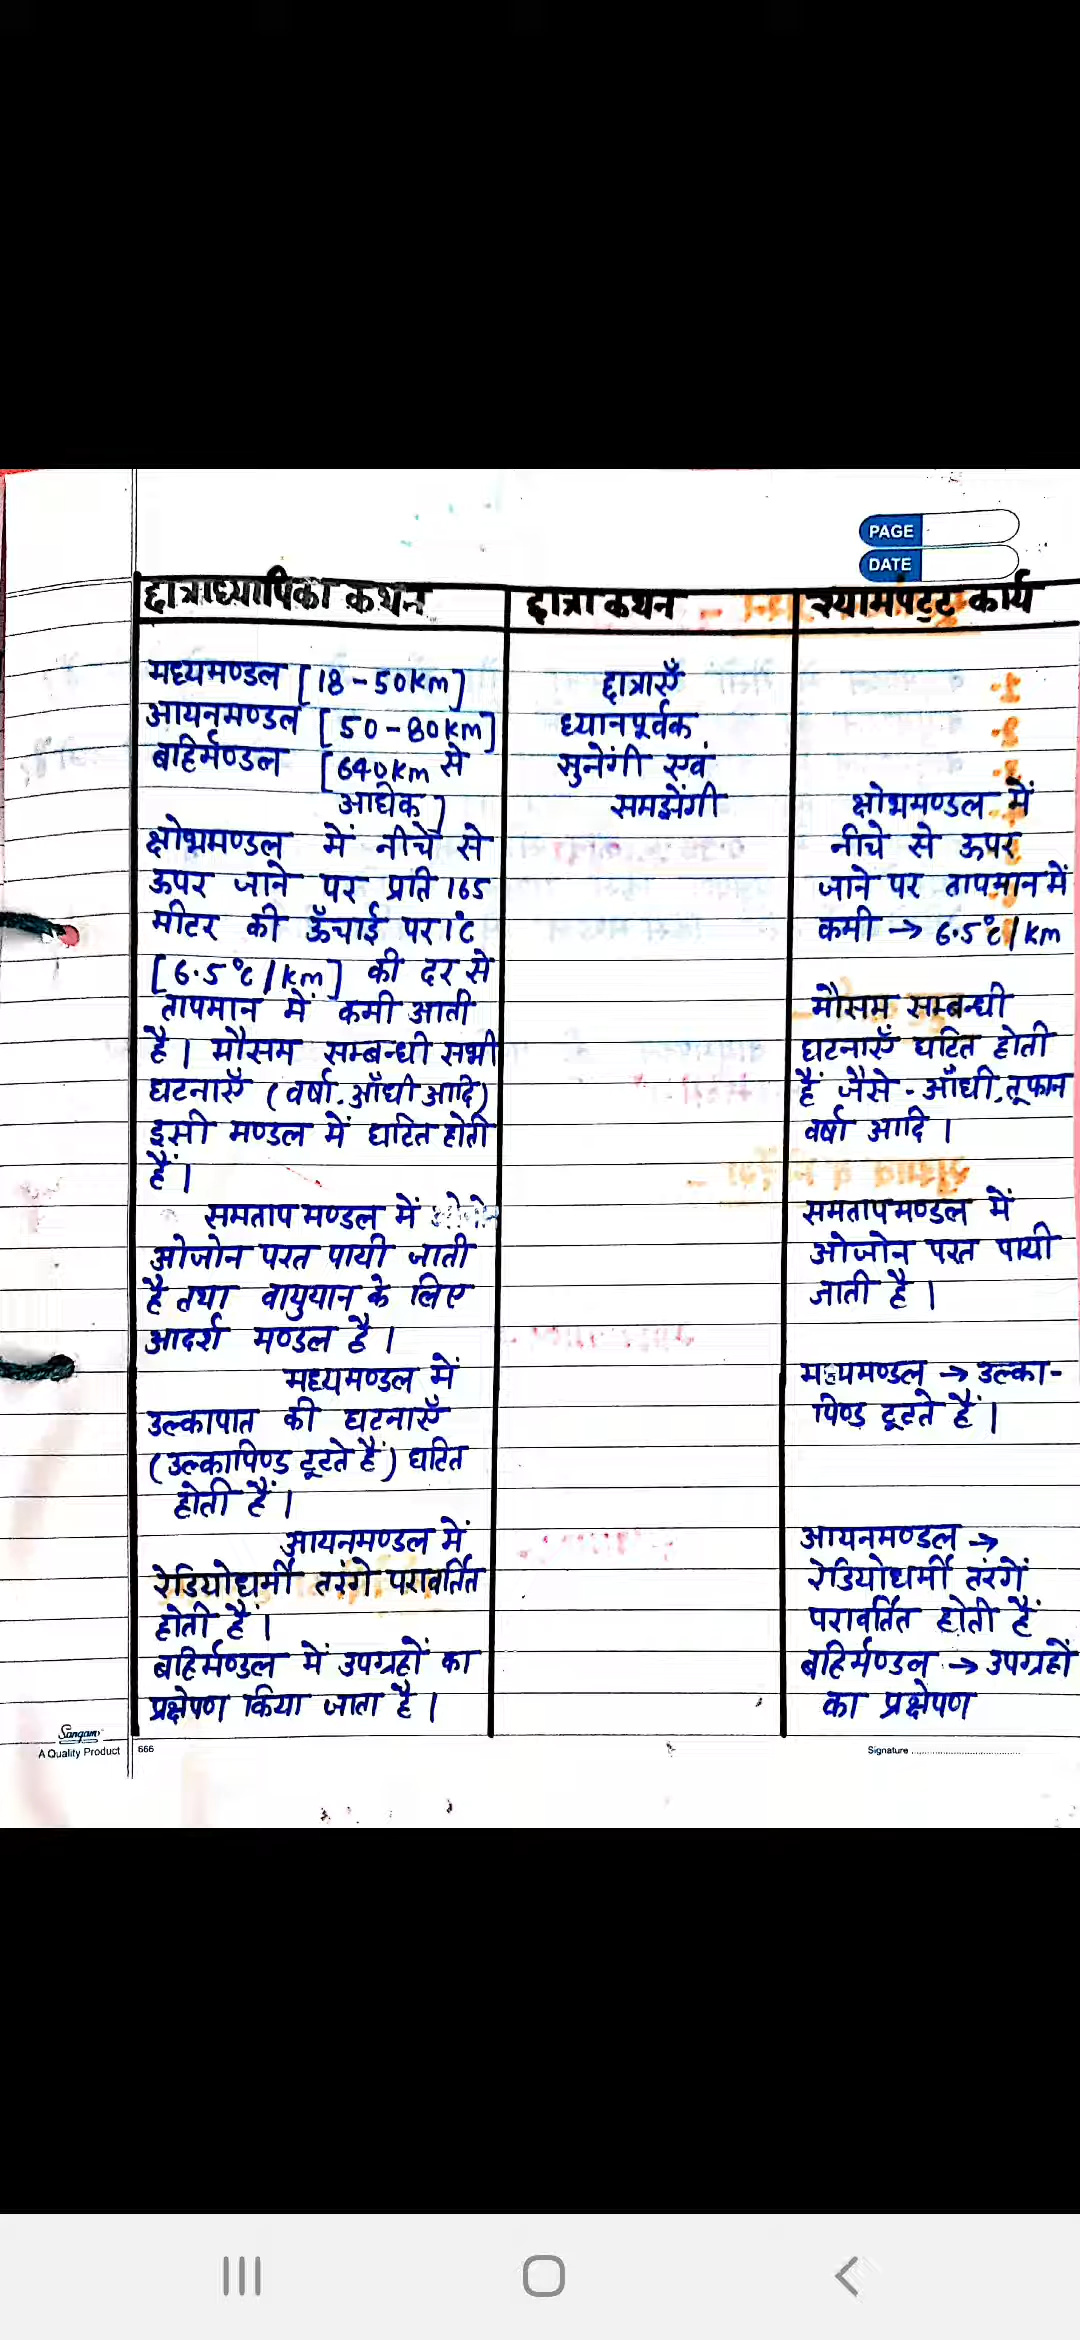 PAGE
DATE
छात्राध्यापिका कथन
छात्रा कथन
श्यामपट्ट कार्य
मध्यमण्डल [18-50km]
आयनमण्डल [50-80km]
बहिर्मण्डल [640km से
अधिक]
क्षोभमण्डल में नीचे से
ऊपर जाने पर प्रति 165
मीटर की ऊँचाई पर 1°C
[6.5°C/km] की दर से
तापमान में कमी आती
है। मौसम सम्बन्धी सभी
घटनाएँ (वर्षा, आँधी आदि)
इसी मण्डल में घटित होती
हैं।
समताप मण्डल में
ओजोन परत पायी जाती
है तथा वायुयान के लिए
आदर्श मण्डल है।
मध्यमण्डल में
उल्कापात की घटनाएँ
(उल्कापिण्ड टूटते हैं) घटित
होती हैं।
आयनमण्डल में
रेडियोधर्मी तरंगे परावर्तित
होती हैं।
बहिर्मण्डल में उपग्रहों का
प्रक्षेपण किया जाता है।
छात्राएँ
ध्यानपूर्वक
सुनेंगी एवं
समझेंगी
क्षोभमण्डल में
नीचे से ऊपर
जाने पर तापमान में
कमी → 6.5°C/km
मौसम सम्बन्धी
घटनाएँ घटित होती
हैं जैसे - आँधी, तूफान
वर्षा आदि।
समतापमण्डल में
ओजोन परत पायी
जाती है।
मध्यमण्डल → उल्का-
पिण्ड टूटते हैं।
आयनमण्डल →
रेडियोधर्मी तरंगें
परावर्तित होती हैं
बहिर्मण्डल → उपग्रहों
का प्रक्षेपण
Sangam
A Quality Product
666
Signature